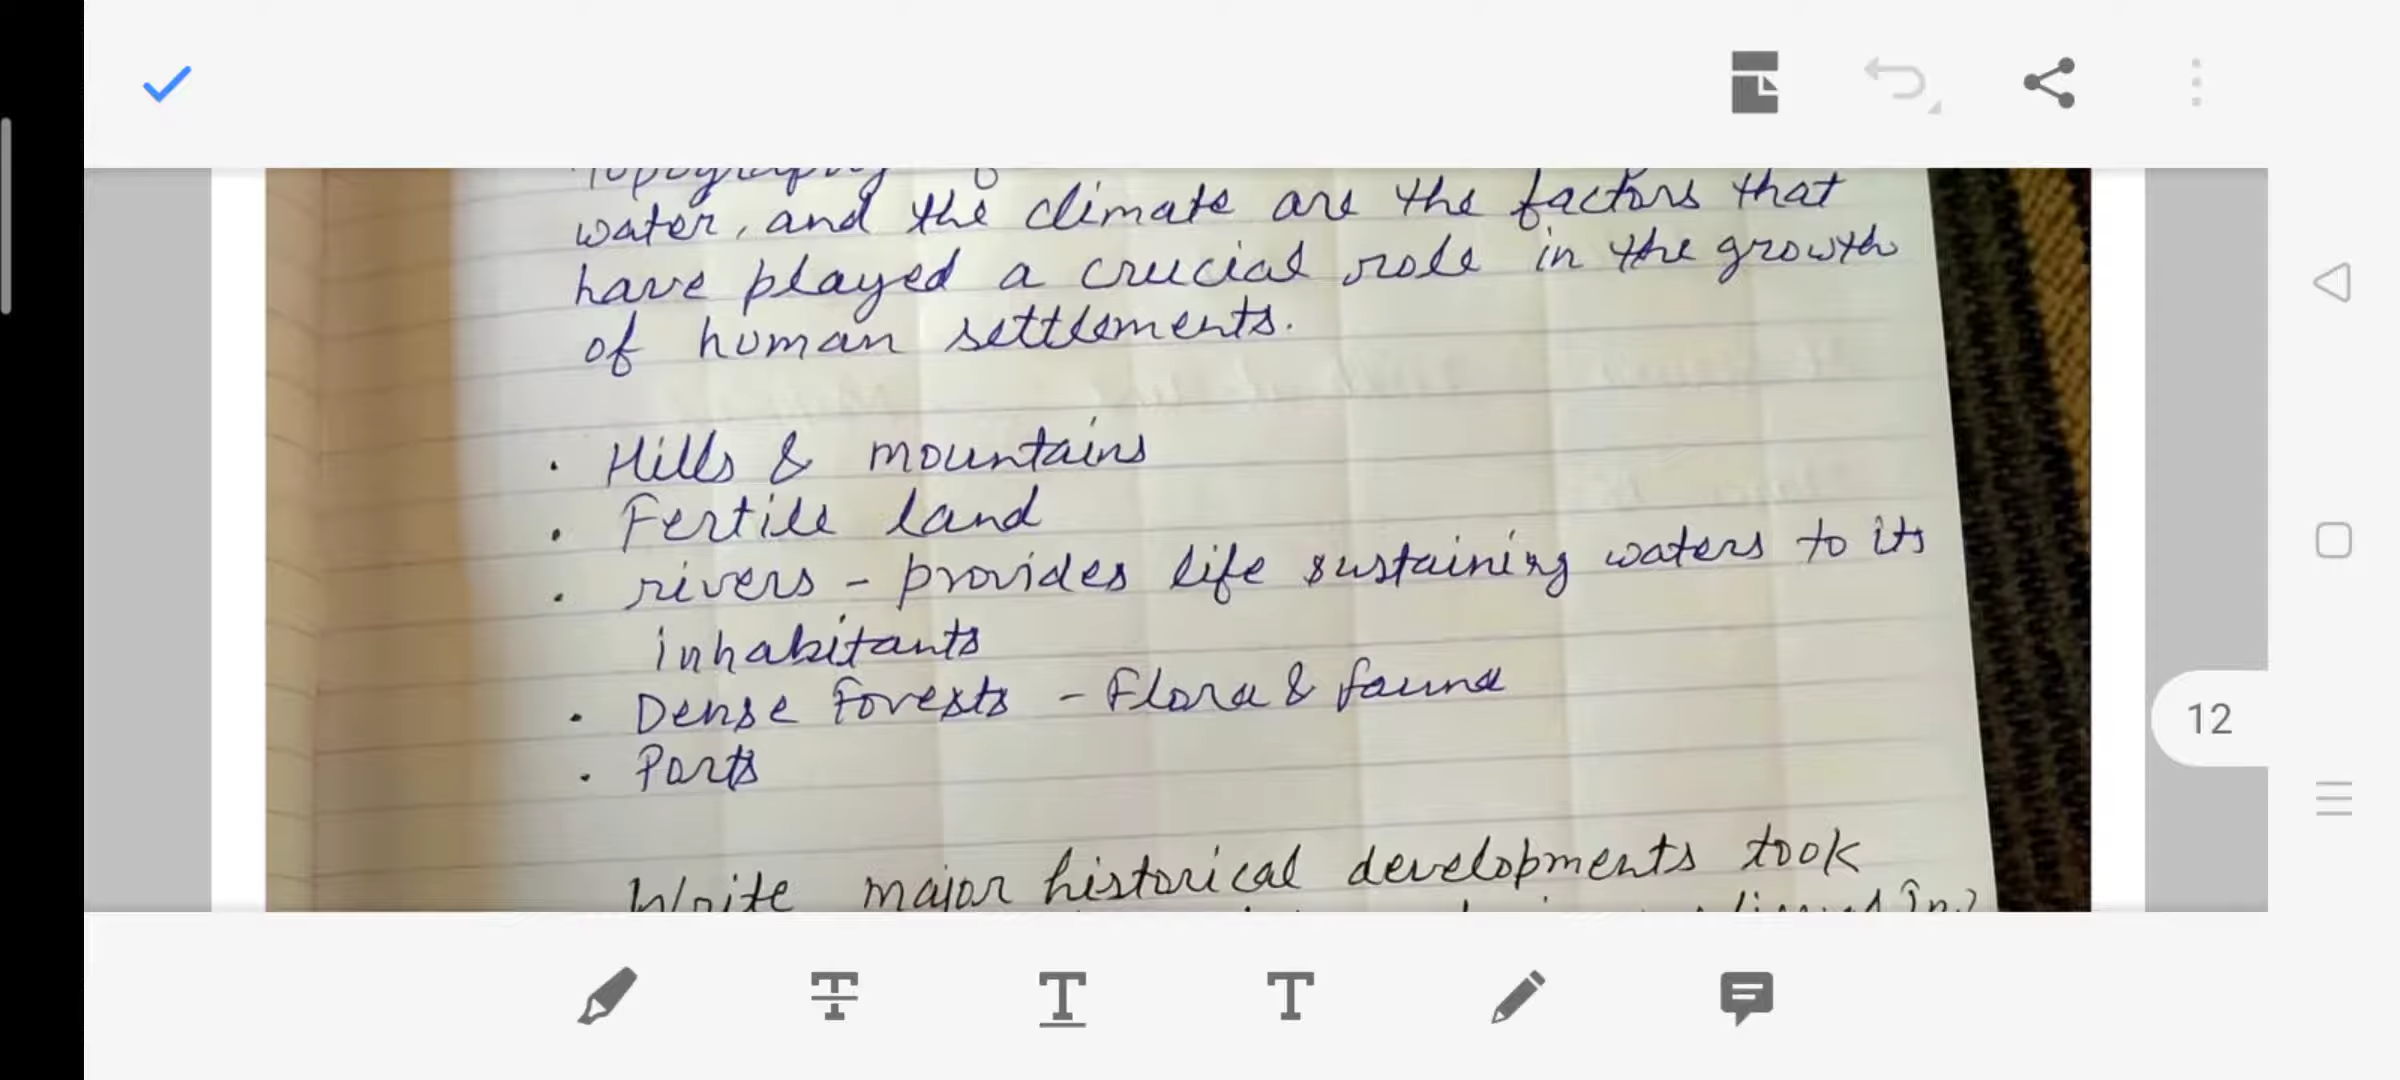 Topography
water, and the climate are the factors that
have played a crucial role in the growth
of human settlements.
· Hills & mountains
· Fertile land
· rivers - provides life sustaining waters to its
inhabitants
· Dense Forests - Flora & fauna
· Ports
Write major historical developments took
12